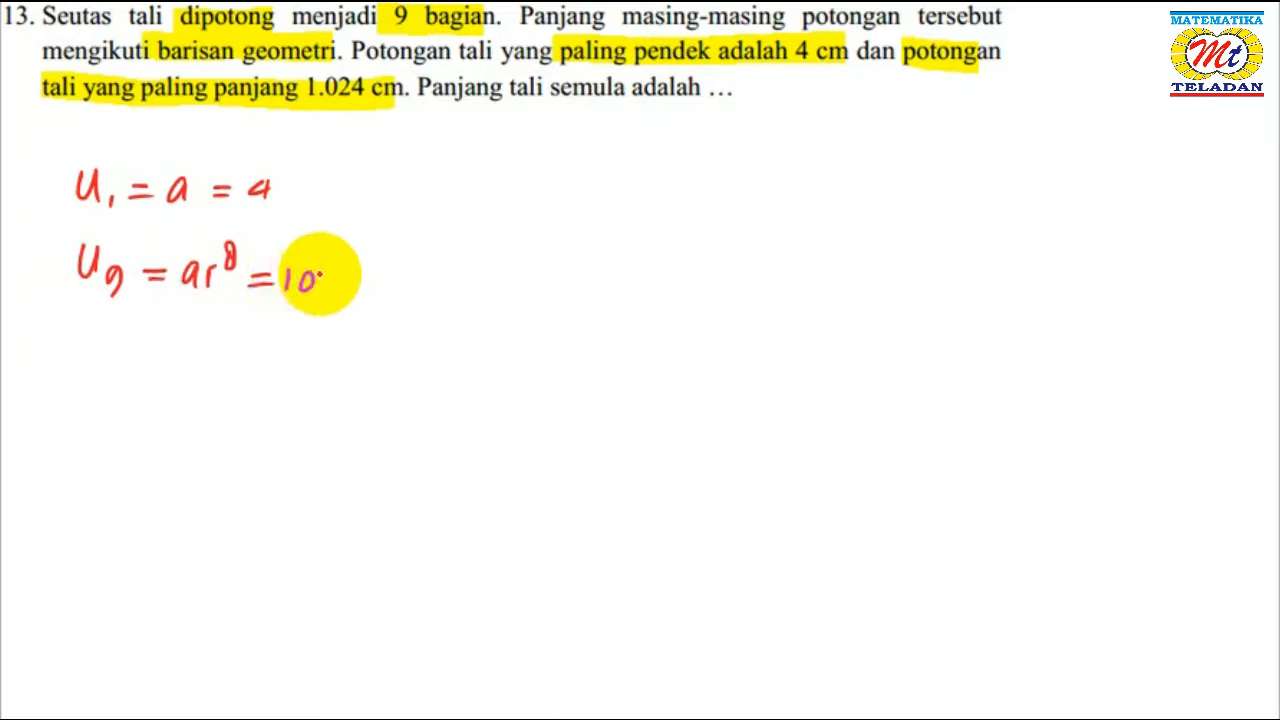 13. Seutas tali dipotong menjadi 9 bagian. Panjang masing-masing potongan tersebut
mengikuti barisan geometri. Potongan tali yang paling pendek adalah 4 cm dan potongan
tali yang paling panjang 1.024 cm. Panjang tali semula adalah …
MATEMATIKA
Mt
TELADAN
U₁ = a = 4
U₉ = ar⁸ = 10